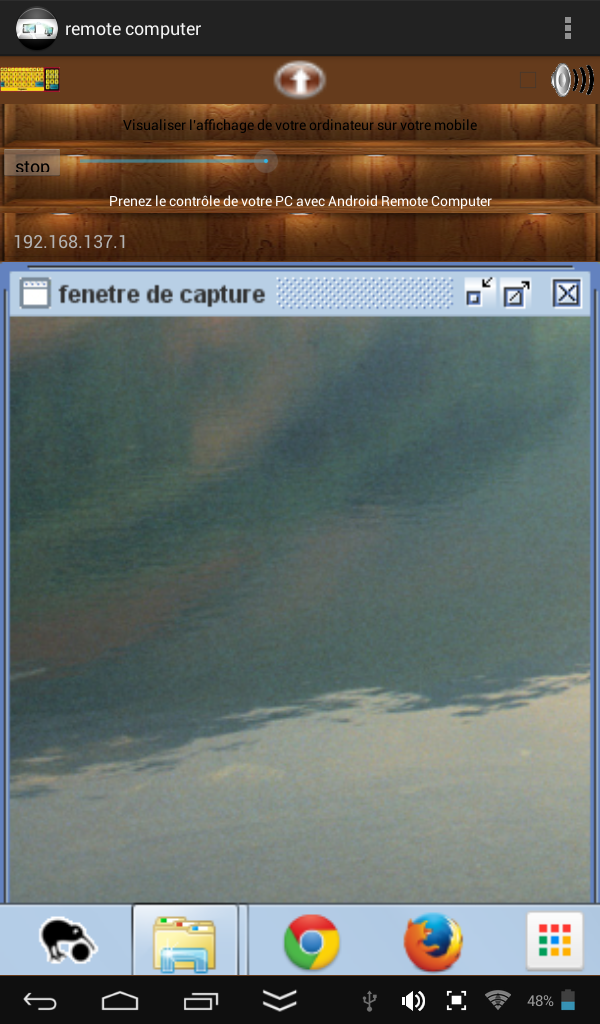 remote computer
Visualiser l'affichage de votre ordinateur sur votre mobile
stop
Prenez le contrôle de votre PC avec Android Remote Computer
192.168.137.1
fenetre de capture
48%